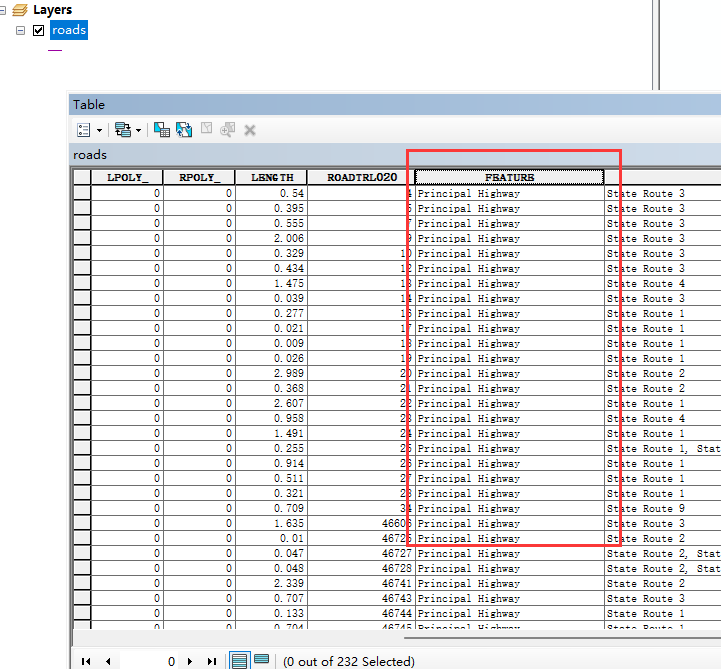 Layers
roads
Table
roads
LPOLY_ RPOLY_ LENGTH ROADTRL020 FEATURE
0 0 0.54 4 Principal Highway State Route 3
0 0 0.395 Principal Highway State Route 3
0 0 0.555 Principal Highway State Route 3
0 0 2.006 9 Principal Highway State Route 3
0 0 0.329 10 Principal Highway State Route 3
0 0 0.434 12 Principal Highway State Route 3
0 0 1.475 13 Principal Highway State Route 4
0 0 0.039 14 Principal Highway State Route 3
0 0 0.277 16 Principal Highway State Route 1
0 0 0.021 17 Principal Highway State Route 1
0 0 0.009 18 Principal Highway State Route 1
0 0 0.026 19 Principal Highway State Route 1
0 0 2.989 20 Principal Highway State Route 2
0 0 0.368 21 Principal Highway State Route 2
0 0 2.607 22 Principal Highway State Route 1
0 0 0.958 23 Principal Highway State Route 4
0 0 1.491 24 Principal Highway State Route 1
0 0 0.255 25 Principal Highway State Route 1, Stat
0 0 0.914 26 Principal Highway State Route 1
0 0 0.511 27 Principal Highway State Route 1
0 0 0.321 28 Principal Highway State Route 1
0 0 0.709 34 Principal Highway State Route 9
0 0 1.635 46606 Principal Highway State Route 3
0 0 0.01 46725 Principal Highway State Route 2
0 0 0.047 46727 Principal Highway State Route 2, Stat
0 0 0.048 46728 Principal Highway State Route 2, Stat
0 0 2.339 46741 Principal Highway State Route 2
0 0 0.707 46743 Principal Highway State Route 3
0 0 0.133 46744 Principal Highway State Route 1
0 0 0.704 46745 Principal Highway State Route 1
0 (0 out of 232 Selected)